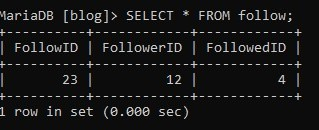 MariaDB [blog]> SELECT * FROM follow;
+----------+------------+------------+
| FollowID | FollowerID | FollowedID |
+----------+------------+------------+
|       23 |         12 |          4 |
+----------+------------+------------+
1 row in set (0.000 sec)